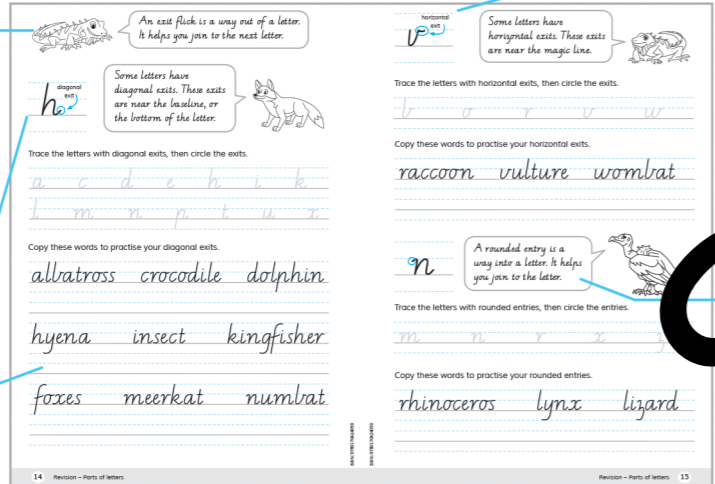 An exit flick is a way out of a letter.
It helps you join to the next letter.
h
diagonal
exit
Some letters have
diagonal exits. These exits
are near the baseline, or
the bottom of the letter.
Trace the letters with diagonal exits, then circle the exits.
a c d e h i k
l m n p t u x
Copy these words to practise your diagonal exits.
albatross crocodile dolphin
hyena insect kingfisher
foxes meerkat numbat
14 Revision – Parts of letters
horizontal
exit
v
Some letters have
horizontal exits. These exits
are near the magic line.
Trace the letters with horizontal exits, then circle the exits.
b o r v w
Copy these words to practise your horizontal exits.
raccoon vulture wombat
n
A rounded entry is a
way into a letter. It helps
you join to the letter.
Trace the letters with rounded entries, then circle the entries.
m n r x
Copy these words to practise your rounded entries.
rhinoceros lynx lizard
Revision – Parts of letters 15